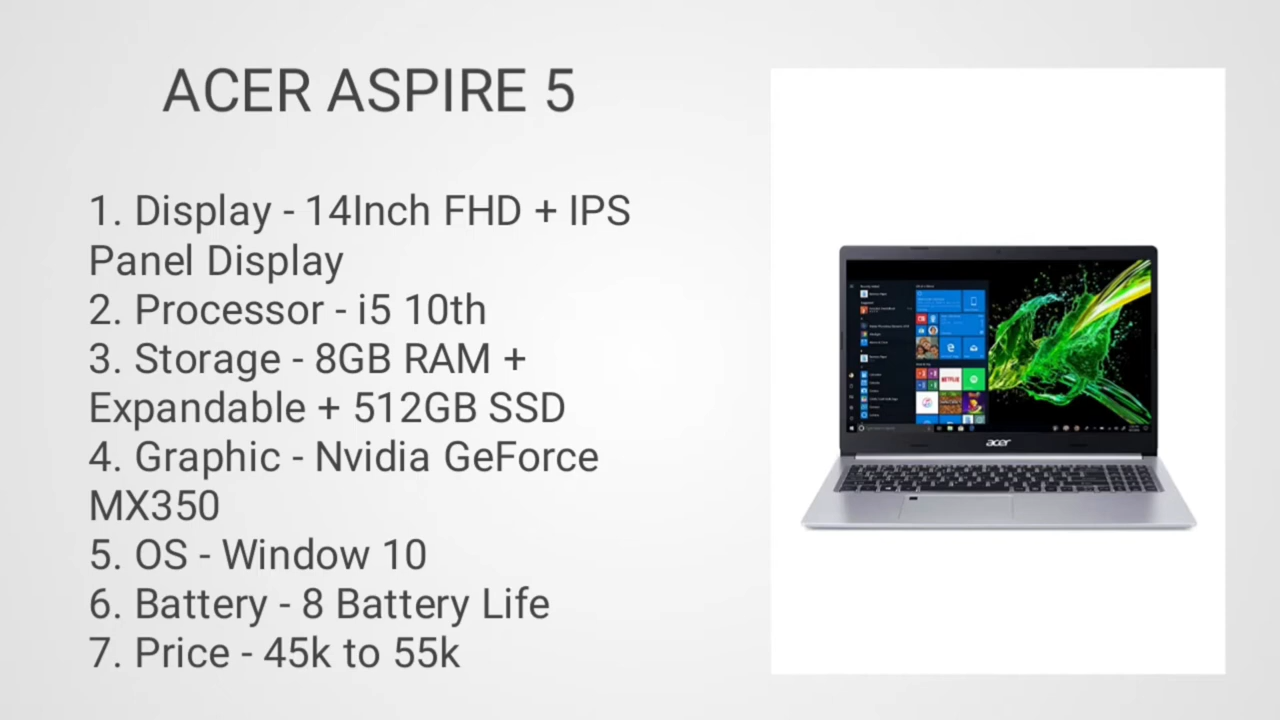 ACER ASPIRE 5
1. Display - 14Inch FHD + IPS
Panel Display
2. Processor - i5 10th
3. Storage - 8GB RAM +
Expandable + 512GB SSD
4. Graphic - Nvidia GeForce
MX350
5. OS - Window 10
6. Battery - 8 Battery Life
7. Price - 45k to 55k
NETFLIX
acer